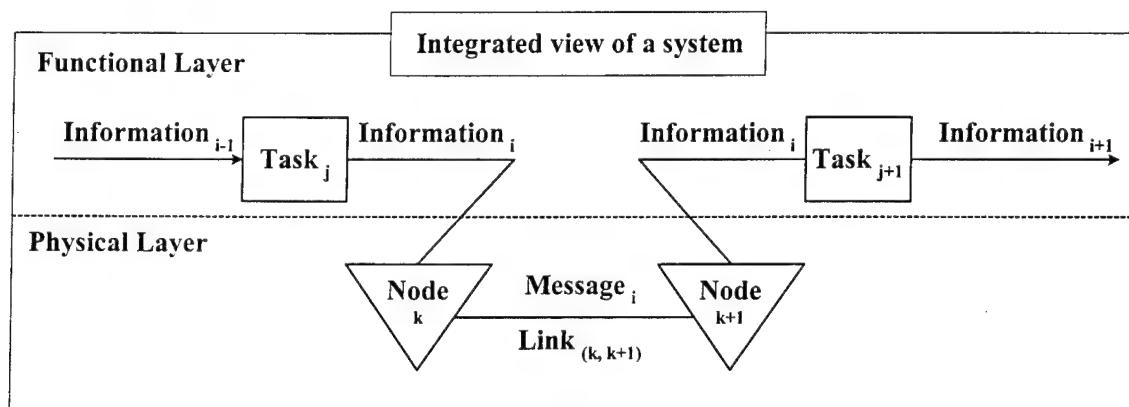 Integrated view of a system
Functional Layer
Information i-1
Task j
Information i
Information i
Task j+1
Information i+1
Physical Layer
Node k
Message i
Link (k, k+1)
Node k+1